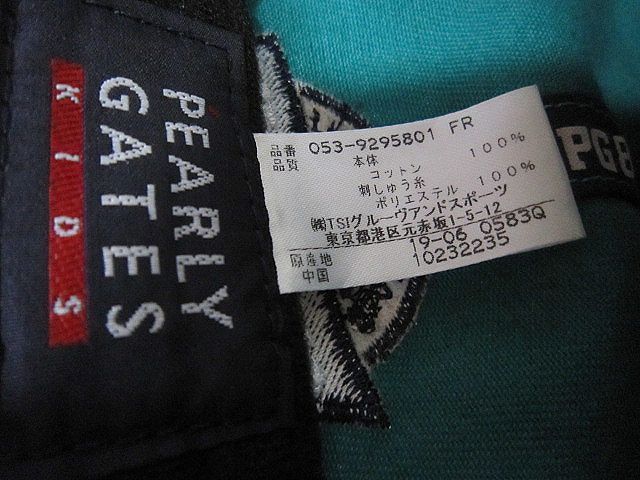 PEARLY
GATES
KIDS
品番 053-9295801 FR
品質 本体
コットン 100%
刺しゅう糸
ポリエステル 100%
㈱TSIグルーヴアンドスポーツ
東京都港区元赤坂1-5-12
19-06 0583Q
原産地 10232235
中国
PG8